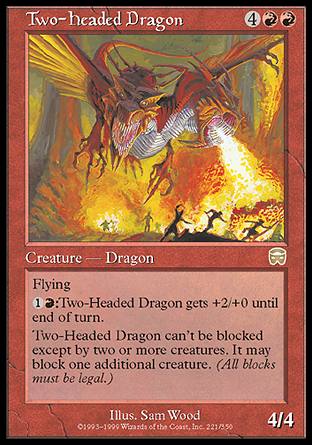 Two-Headed Dragon 4
Creature — Dragon
Flying
1 :Two-Headed Dragon gets +2/+0 until
end of turn.
Two-Headed Dragon can't be blocked
except by two or more creatures. It may
block one additional creature. (All blocks
must be legal.)
Illus. Sam Wood
©1993-1999 Wizards of the Coast, Inc. 221/350
4/4